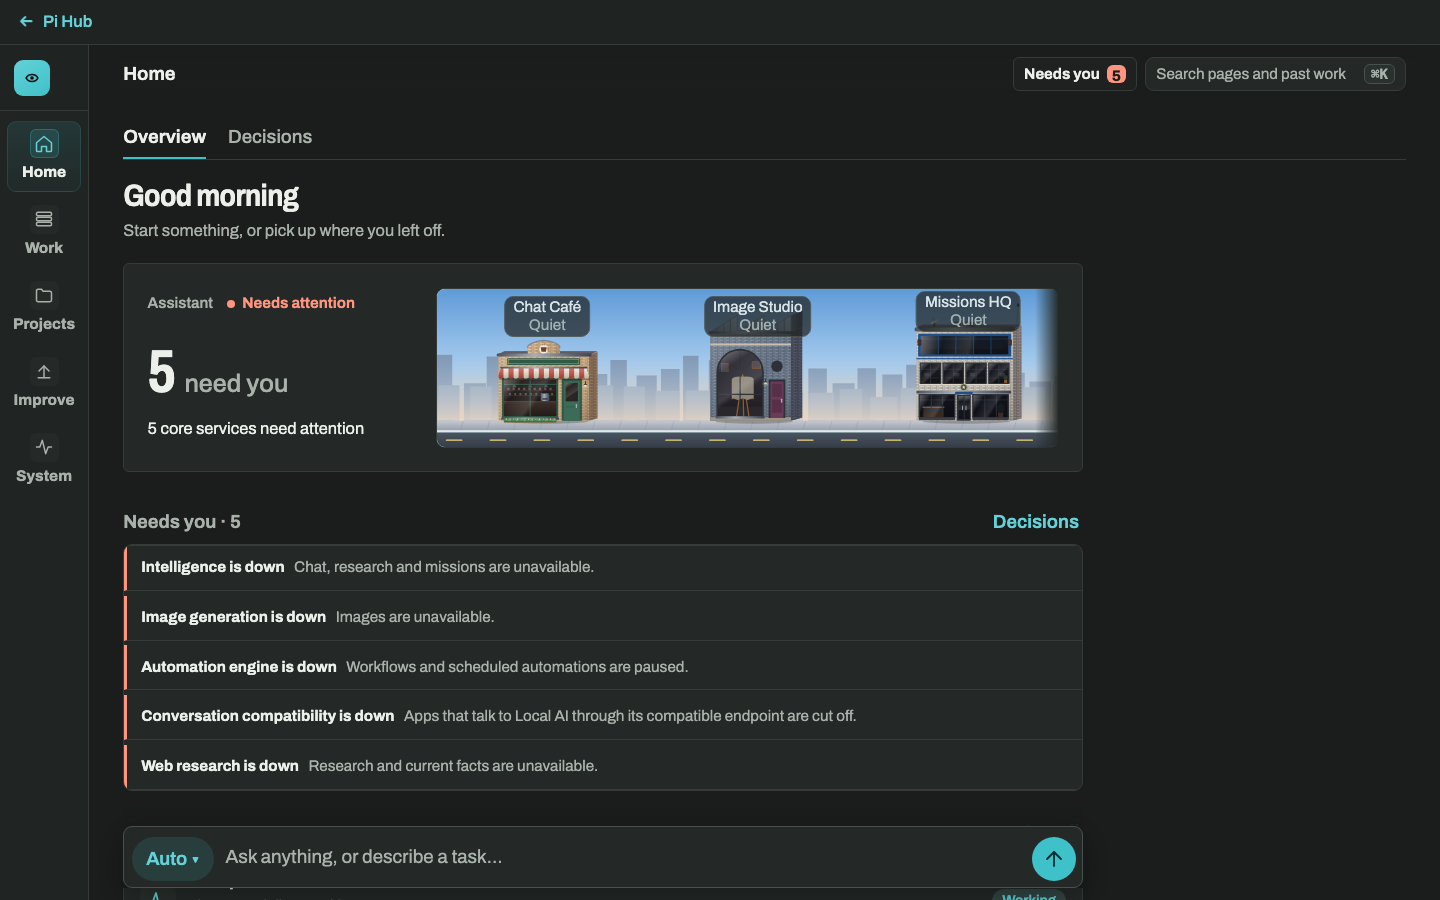 ← Pi Hub
Home
Needs you 5
Search pages and past work ⌘K
Home
Work
Projects
Improve
System
Overview Decisions
Good morning
Start something, or pick up where you left off.
Assistant Needs attention
5 need you
5 core services need attention
Chat Café
Quiet
Image Studio
Quiet
Missions HQ
Quiet
Needs you · 5
Decisions
Intelligence is down Chat, research and missions are unavailable.
Image generation is down Images are unavailable.
Automation engine is down Workflows and scheduled automations are paused.
Conversation compatibility is down Apps that talk to Local AI through its compatible endpoint are cut off.
Web research is down Research and current facts are unavailable.
Auto ▾ Ask anything, or describe a task...
Working